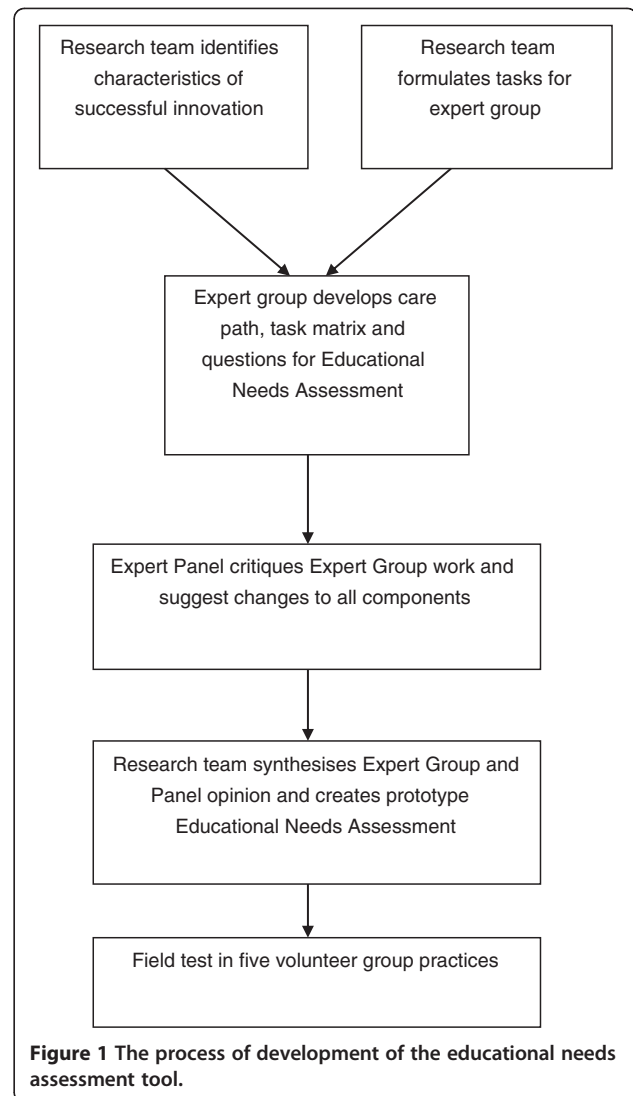 Research team identifies
characteristics of
successful innovation
Research team
formulates tasks for
expert group
Expert group develops care
path, task matrix and
questions for Educational
Needs Assessment
Expert Panel critiques Expert Group work and
suggest changes to all components
Research team synthesises Expert Group and
Panel opinion and creates prototype
Educational Needs Assessment
Field test in five volunteer group practices
Figure 1 The process of development of the educational needs
assessment tool.